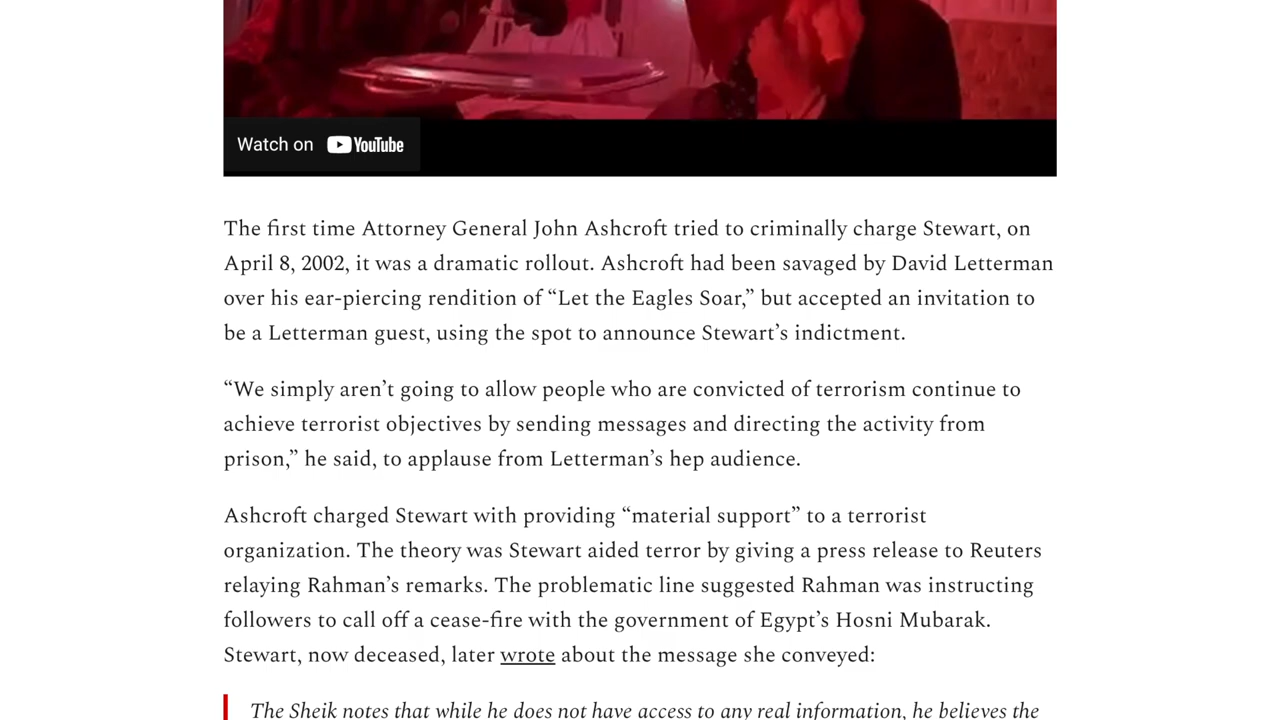 Watch on YouTube
The first time Attorney General John Ashcroft tried to criminally charge Stewart, on
April 8, 2002, it was a dramatic rollout. Ashcroft had been savaged by David Letterman
over his ear-piercing rendition of “Let the Eagles Soar,” but accepted an invitation to
be a Letterman guest, using the spot to announce Stewart’s indictment.
“We simply aren’t going to allow people who are convicted of terrorism continue to
achieve terrorist objectives by sending messages and directing the activity from
prison,” he said, to applause from Letterman’s hep audience.
Ashcroft charged Stewart with providing “material support” to a terrorist
organization. The theory was Stewart aided terror by giving a press release to Reuters
relaying Rahman’s remarks. The problematic line suggested Rahman was instructing
followers to call off a cease-fire with the government of Egypt’s Hosni Mubarak.
Stewart, now deceased, later wrote about the message she conveyed:
The Sheik notes that while he does not have access to any real information, he believes the